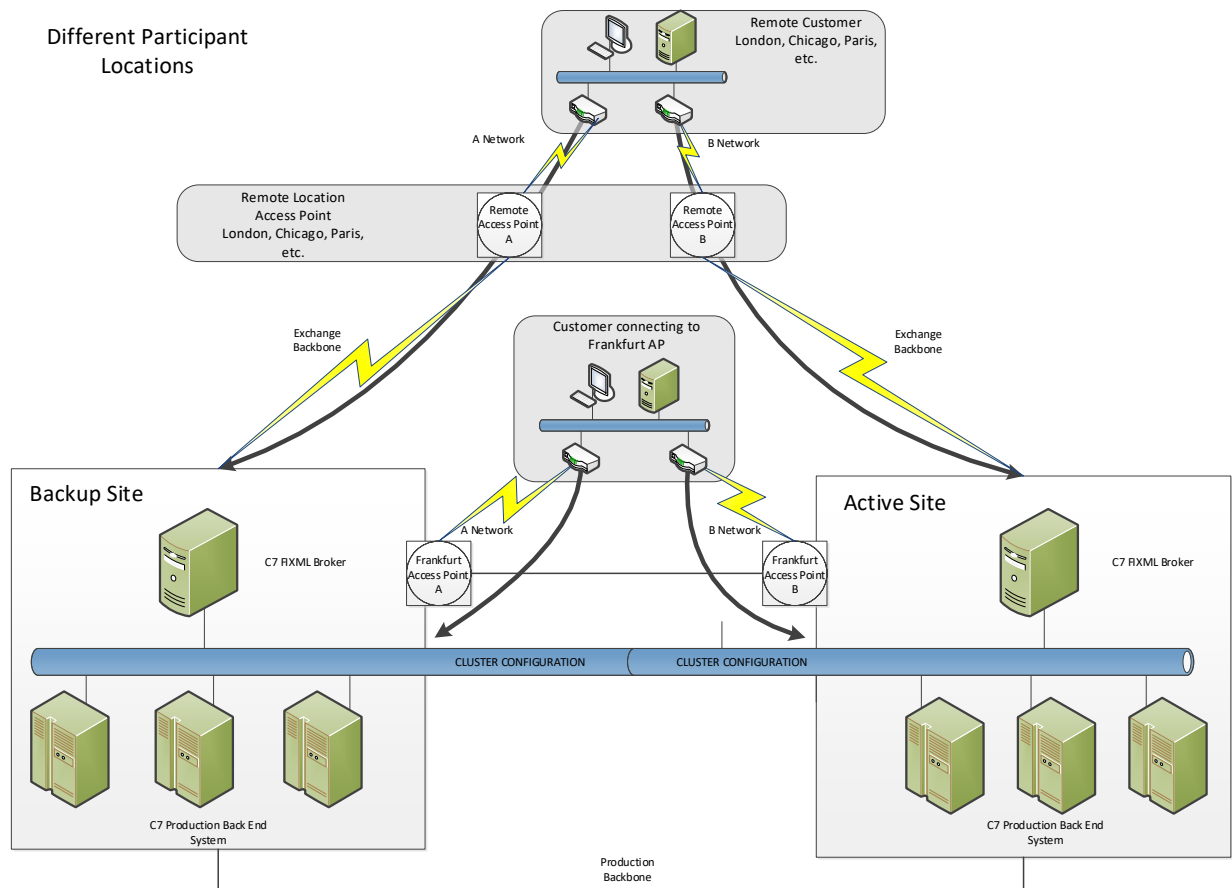 Different Participant
Locations
Remote Customer
London, Chicago, Paris,
etc.
A Network
B Network
Remote Location
Access Point
London, Chicago, Paris,
etc.
Remote
Access Point
A
Remote
Access Point
B
Exchange
Backbone
Customer connecting to
Frankfurt AP
Exchange
Backbone
Backup Site
C7 FIXML Broker
A Network
Frankfurt
Access Point
A
B Network
Frankfurt
Access Point
B
Active Site
C7 FIXML Broker
CLUSTER CONFIGURATION
CLUSTER CONFIGURATION
C7 Production Back End
System
C7 Production Back End
System
Production
Backbone